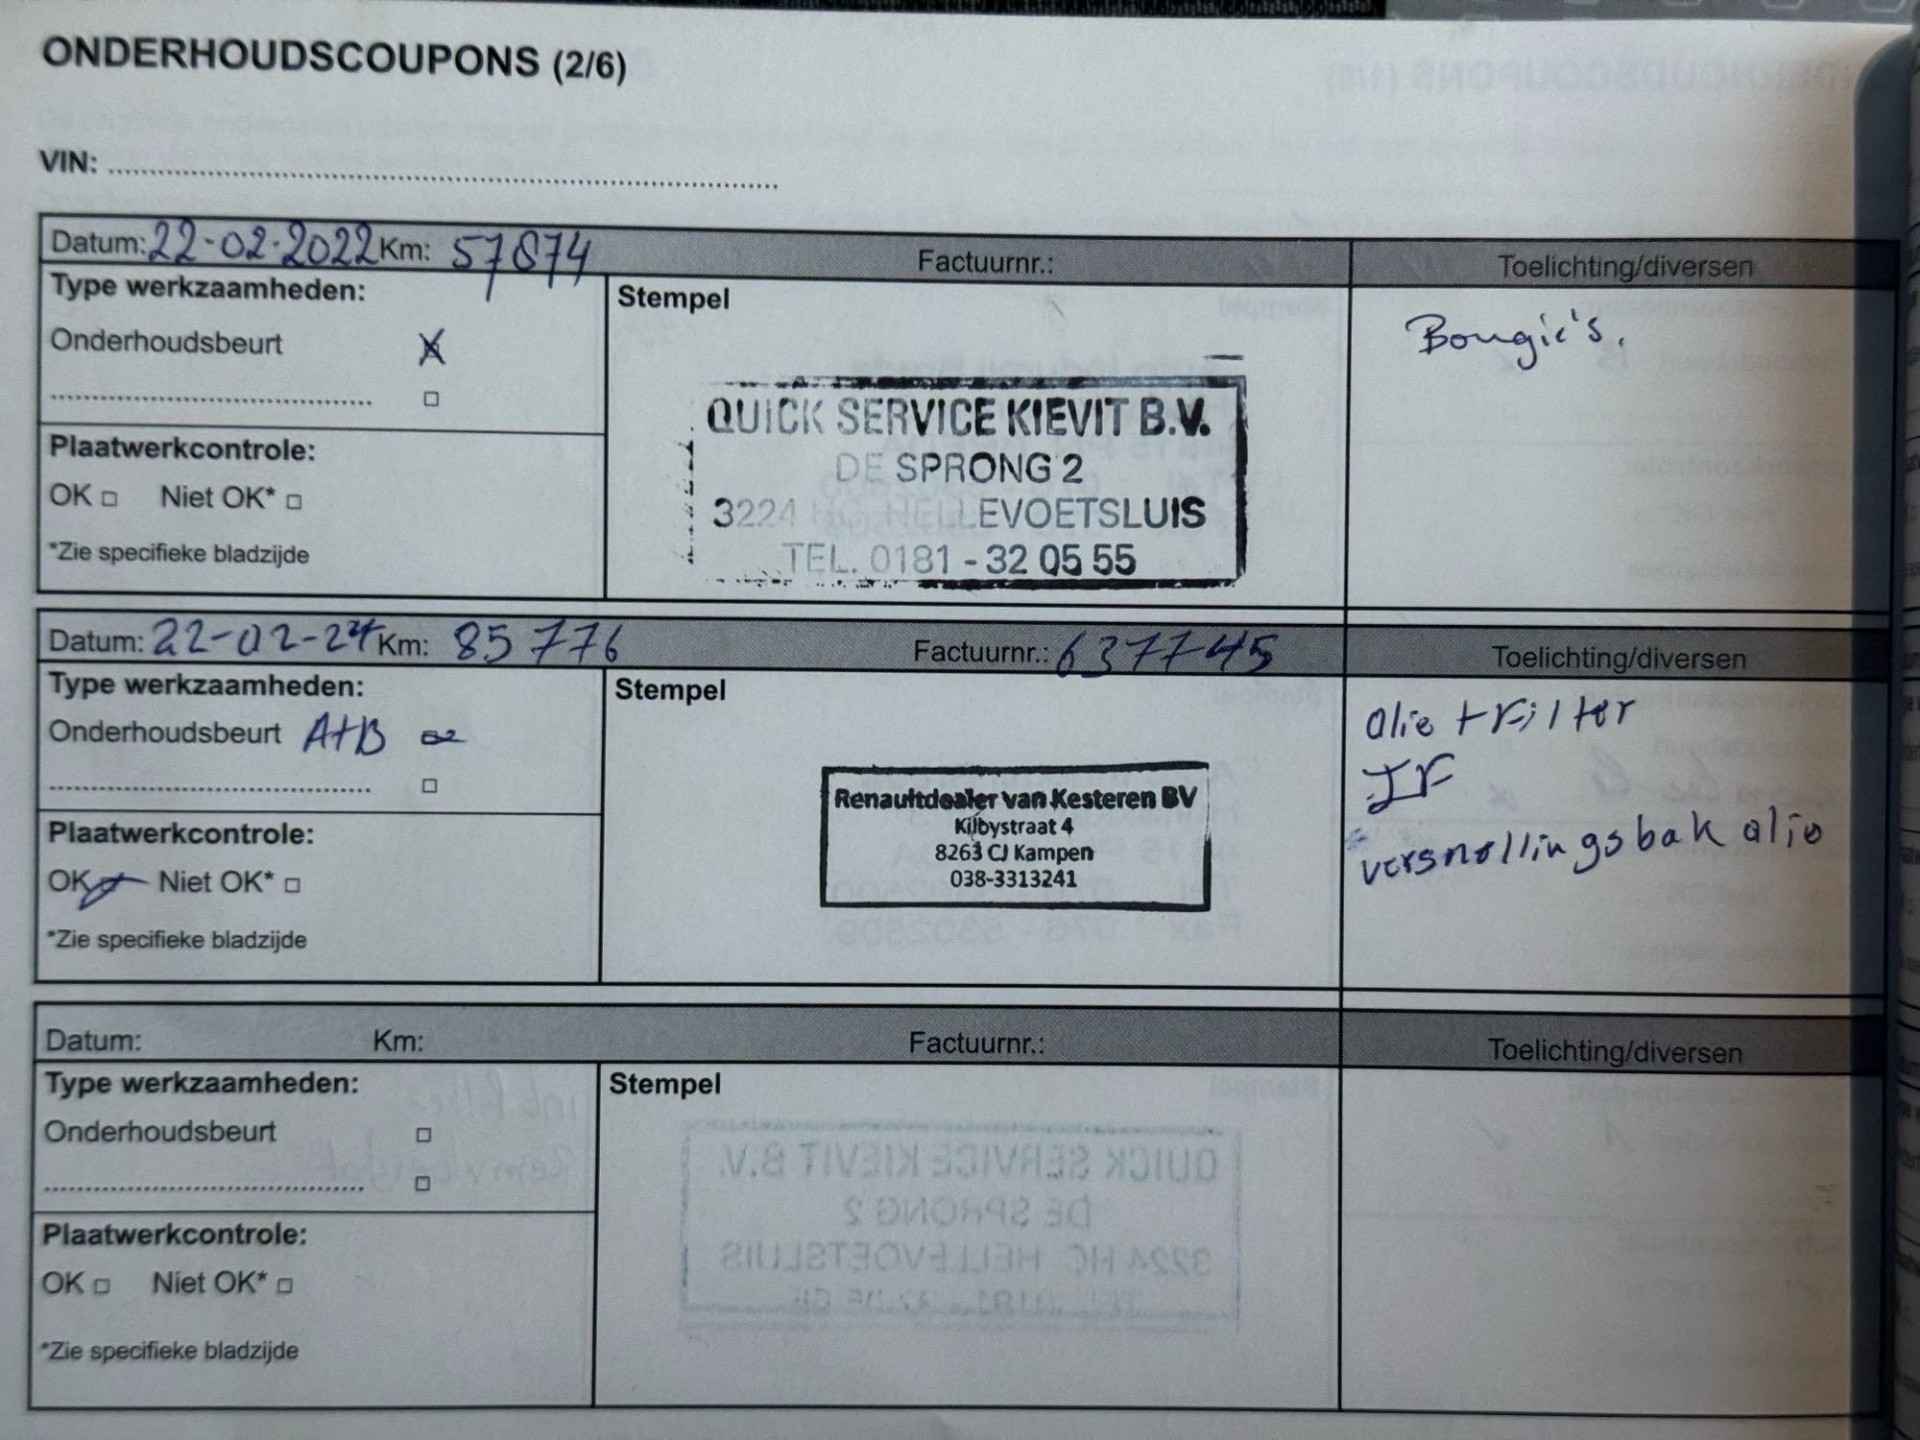 ONDERHOUDSCOUPONS (2/6)
VIN:
Datum: 22-02-2022 Km: 57874 Factuurnr.: Toelichting/diversen
Type werkzaamheden:
Onderhoudsbeurt X
Plaatwerkcontrole:
OK □ Niet OK* □
*Zie specifieke bladzijde
Stempel
QUICK SERVICE KIEVIT B.V.
DE SPRONG 2
3224 HC HELLEVOETSLUIS
TEL. 0181 - 32 05 55
Bougie's.
Datum: 22-02-24 Km: 85776 Factuurnr.: 637745 Toelichting/diversen
Type werkzaamheden:
Onderhoudsbeurt A+B
Plaatwerkcontrole:
OK Niet OK* □
*Zie specifieke bladzijde
Stempel
Renaultdealer van Kesteren BV
Kilbystraat 4
8263 CJ Kampen
038-3313241
olie + Filter
IF
versnellingsbak olie
Datum: Km: Factuurnr.: Toelichting/diversen
Type werkzaamheden:
Onderhoudsbeurt □
Plaatwerkcontrole:
OK □ Niet OK* □
*Zie specifieke bladzijde
Stempel